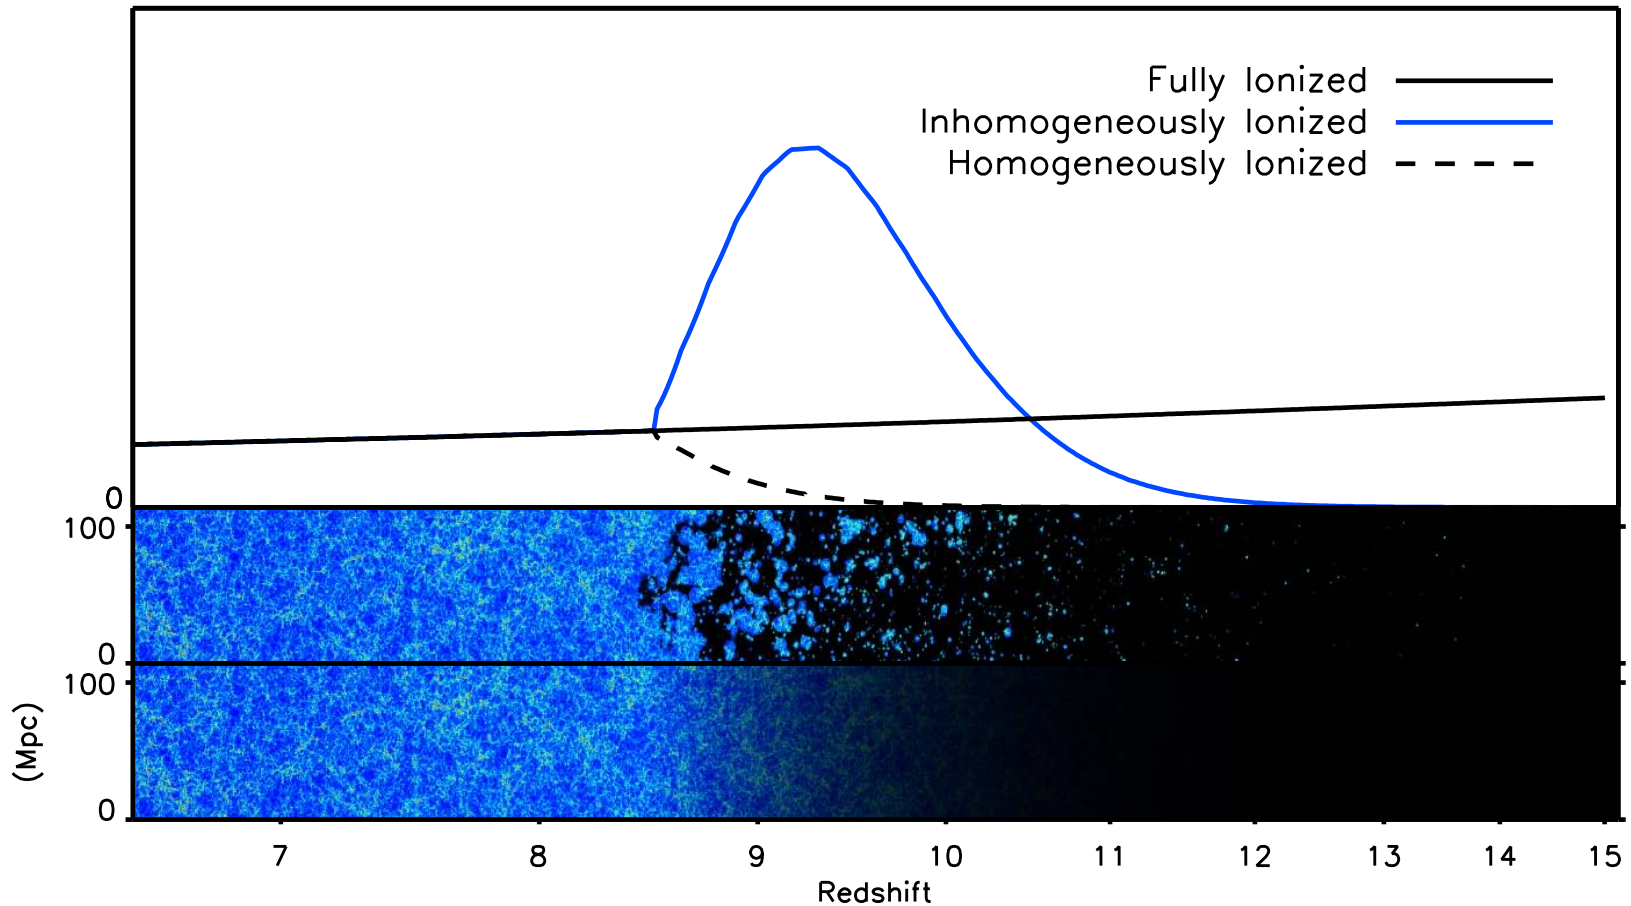 Fully Ionized
Inhomogeneously Ionized
Homogeneously Ionized
0
100
0
100
(Mpc)
0
7 8 9 10 11 12 13 14 15
Redshift